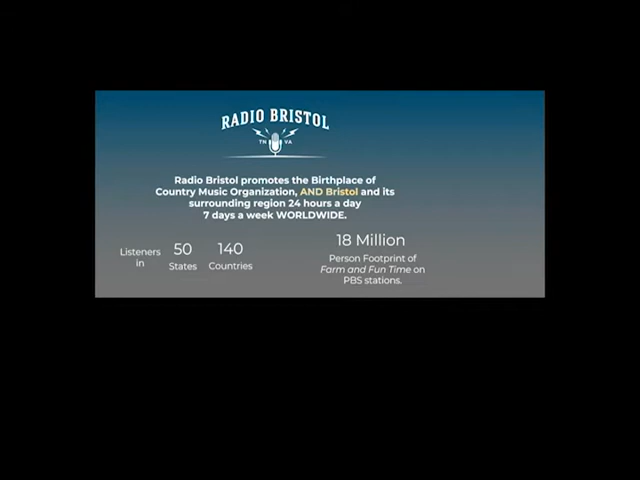 RADIO BRISTOL
TN VA
Radio Bristol promotes the Birthplace of
Country Music Organization, AND Bristol and its
surrounding region 24 hours a day
7 days a week WORLDWIDE.
Listeners
in
50
States
140
Countries
18 Million
Person Footprint of
Farm and Fun Time on
PBS stations.